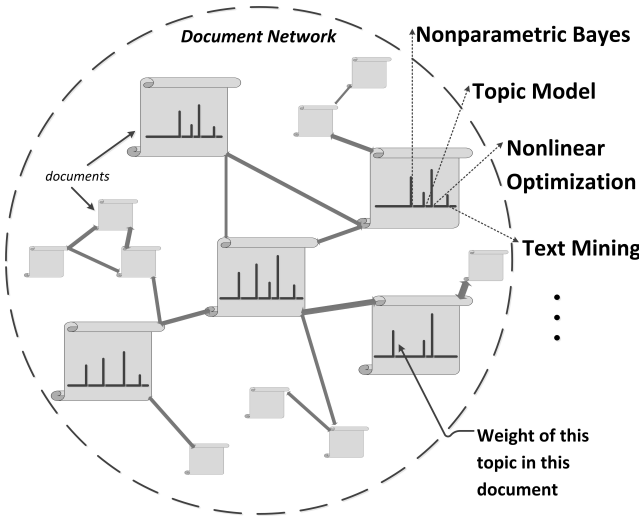 Document Network
Nonparametric Bayes
Topic Model
Nonlinear
Optimization
documents
Text Mining
Weight of this
topic in this
document